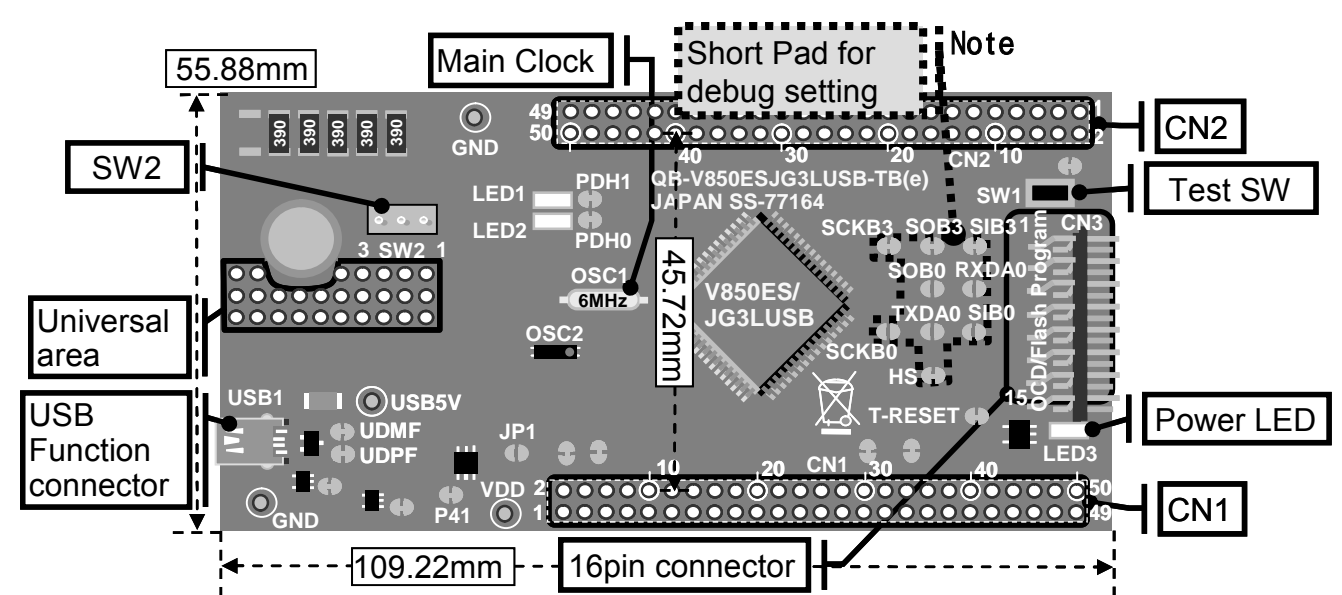 Note
Main Clock
Short Pad for
debug setting
55.88mm
49
1
50
2
40
30
20
CN2
10
CN2
390
390
390
390
390
GND
SW2
QB-V850ESJG3LUSB-TB(e)
JAPAN SS-77164
SW1
Test SW
LED1
PDH1
LED2
PDH0
3 SW2 1
SCKB3
SOB3
SIB3
1
CN3
OSC1
6MHz
45.72mm
V850ES/
JG3LUSB
SOB0
RXDA0
TXDA0
SIB0
OCD/Flash Program
Universal
area
OSC2
SCKB0
HS
15
T-RESET
USB1
USB5V
UDMF
UDPF
USB
Function
connector
JP1
LED3
Power LED
10
20
CN1
30
40
VDD
2
50
1
49
P41
GND
CN1
109.22mm
16pin connector